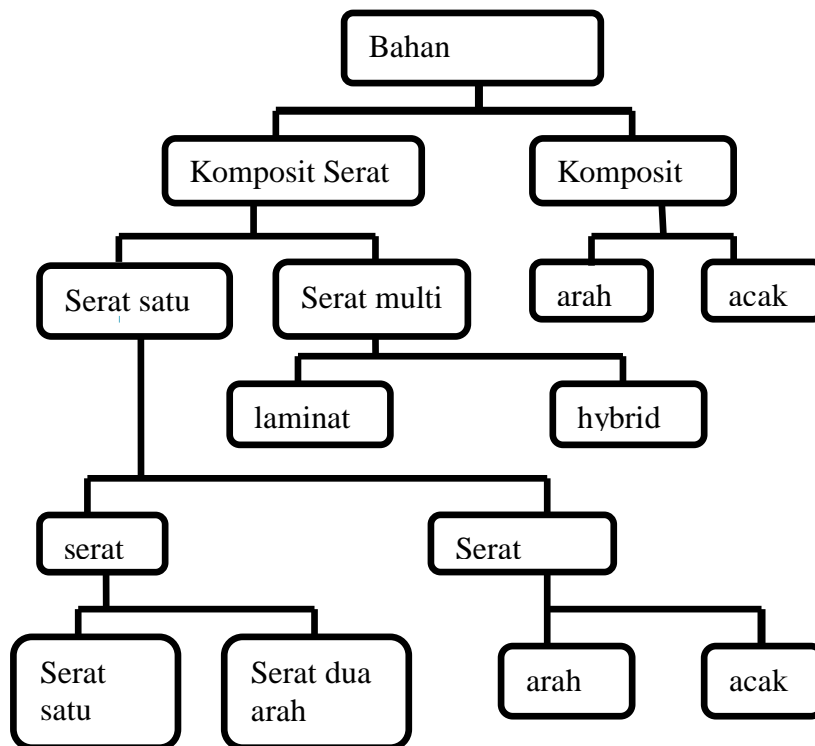 Bahan
Komposit Serat
Komposit
Serat satu
Serat multi
arah
acak
laminat
hybrid
serat
Serat
Serat
satu
Serat dua
arah
arah
acak